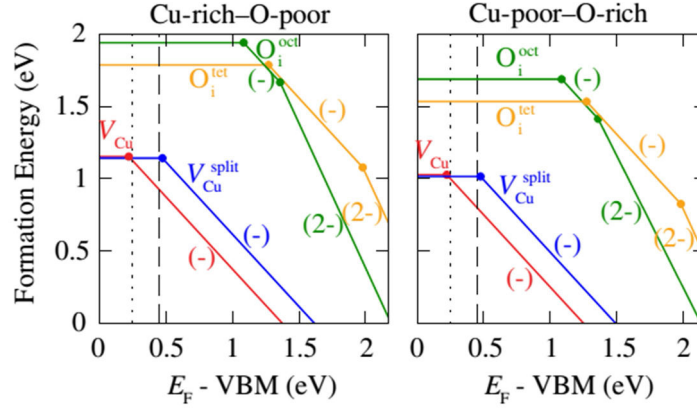 Cu-rich–O-poor
Cu-poor–O-rich
Formation Energy (eV)
2
1.5
1
0.5
0
O_i^oct
O_i^tet
(-)
(-)
V_Cu
V_Cu^split
(2-)
(2-)
(-)
(-)
0
0.5
1
1.5
2
E_F - VBM (eV)
O_i^oct
(-)
O_i^tet
(-)
V_Cu
V_Cu^split
(2-)
(2-)
(-)
(-)
0
0.5
1
1.5
2
E_F - VBM (eV)